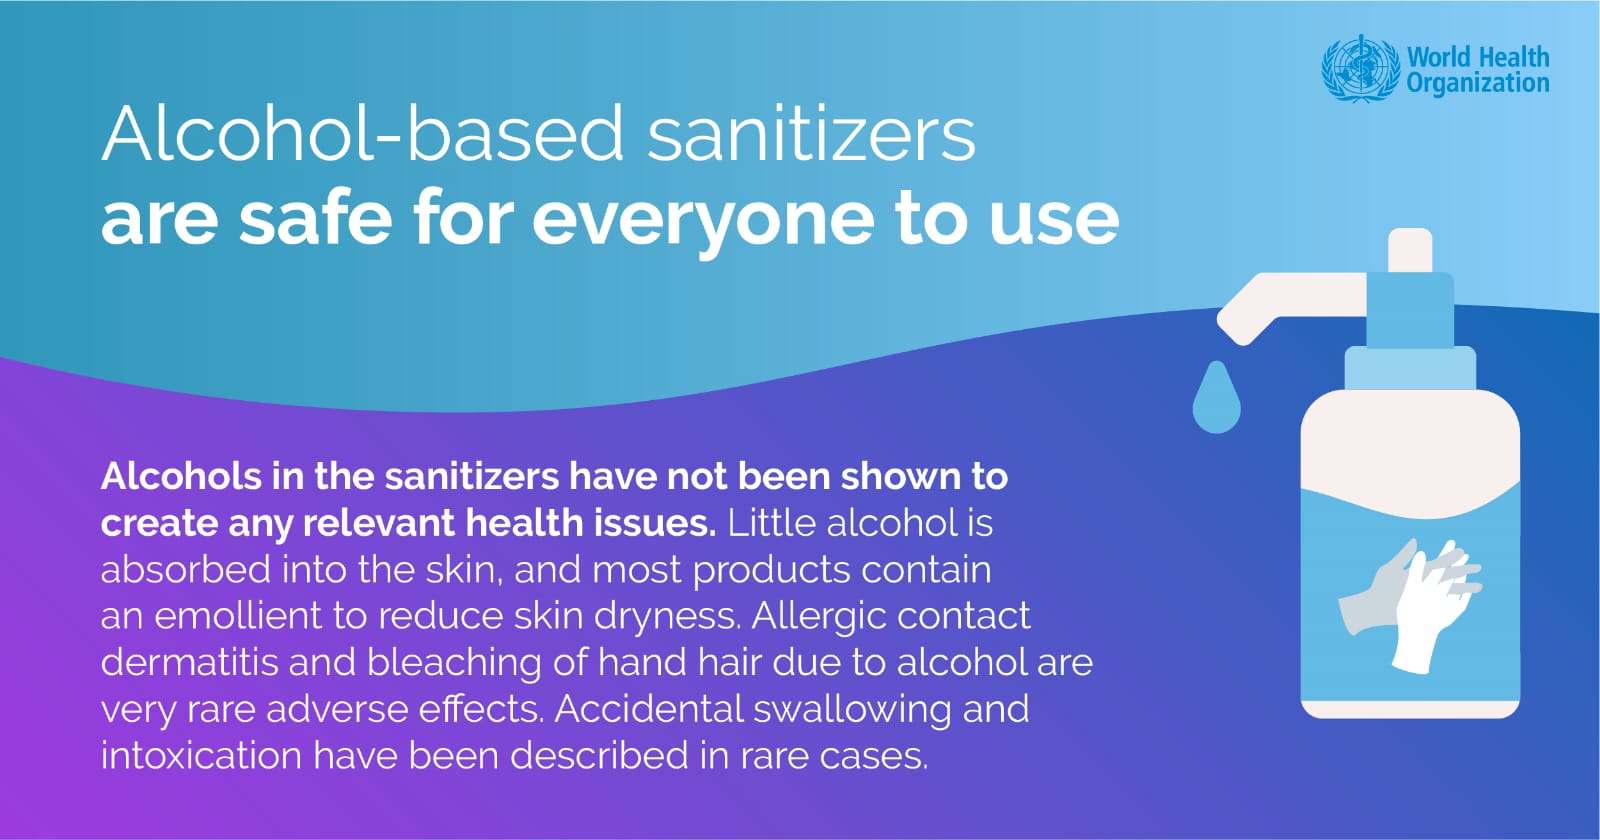 World Health
Organization
Alcohol-based sanitizers
are safe for everyone to use
Alcohols in the sanitizers have not been shown to
create any relevant health issues. Little alcohol is
absorbed into the skin, and most products contain
an emollient to reduce skin dryness. Allergic contact
dermatitis and bleaching of hand hair due to alcohol are
very rare adverse effects. Accidental swallowing and
intoxication have been described in rare cases.